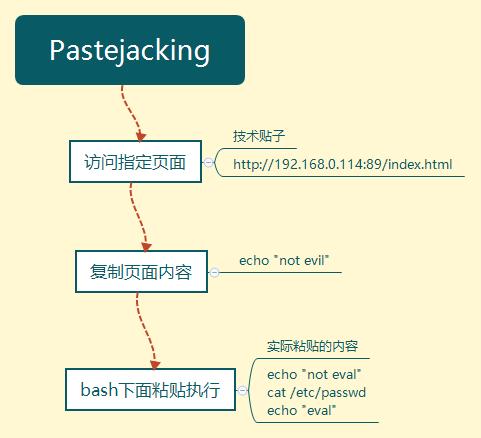 Pastejacking
访问指定页面
技术贴子
http://192.168.0.114:89/index.html
复制页面内容
echo "not evil"
bash下面粘贴执行
实际粘贴的内容
echo "not eval"
cat /etc/passwd
echo "eval"